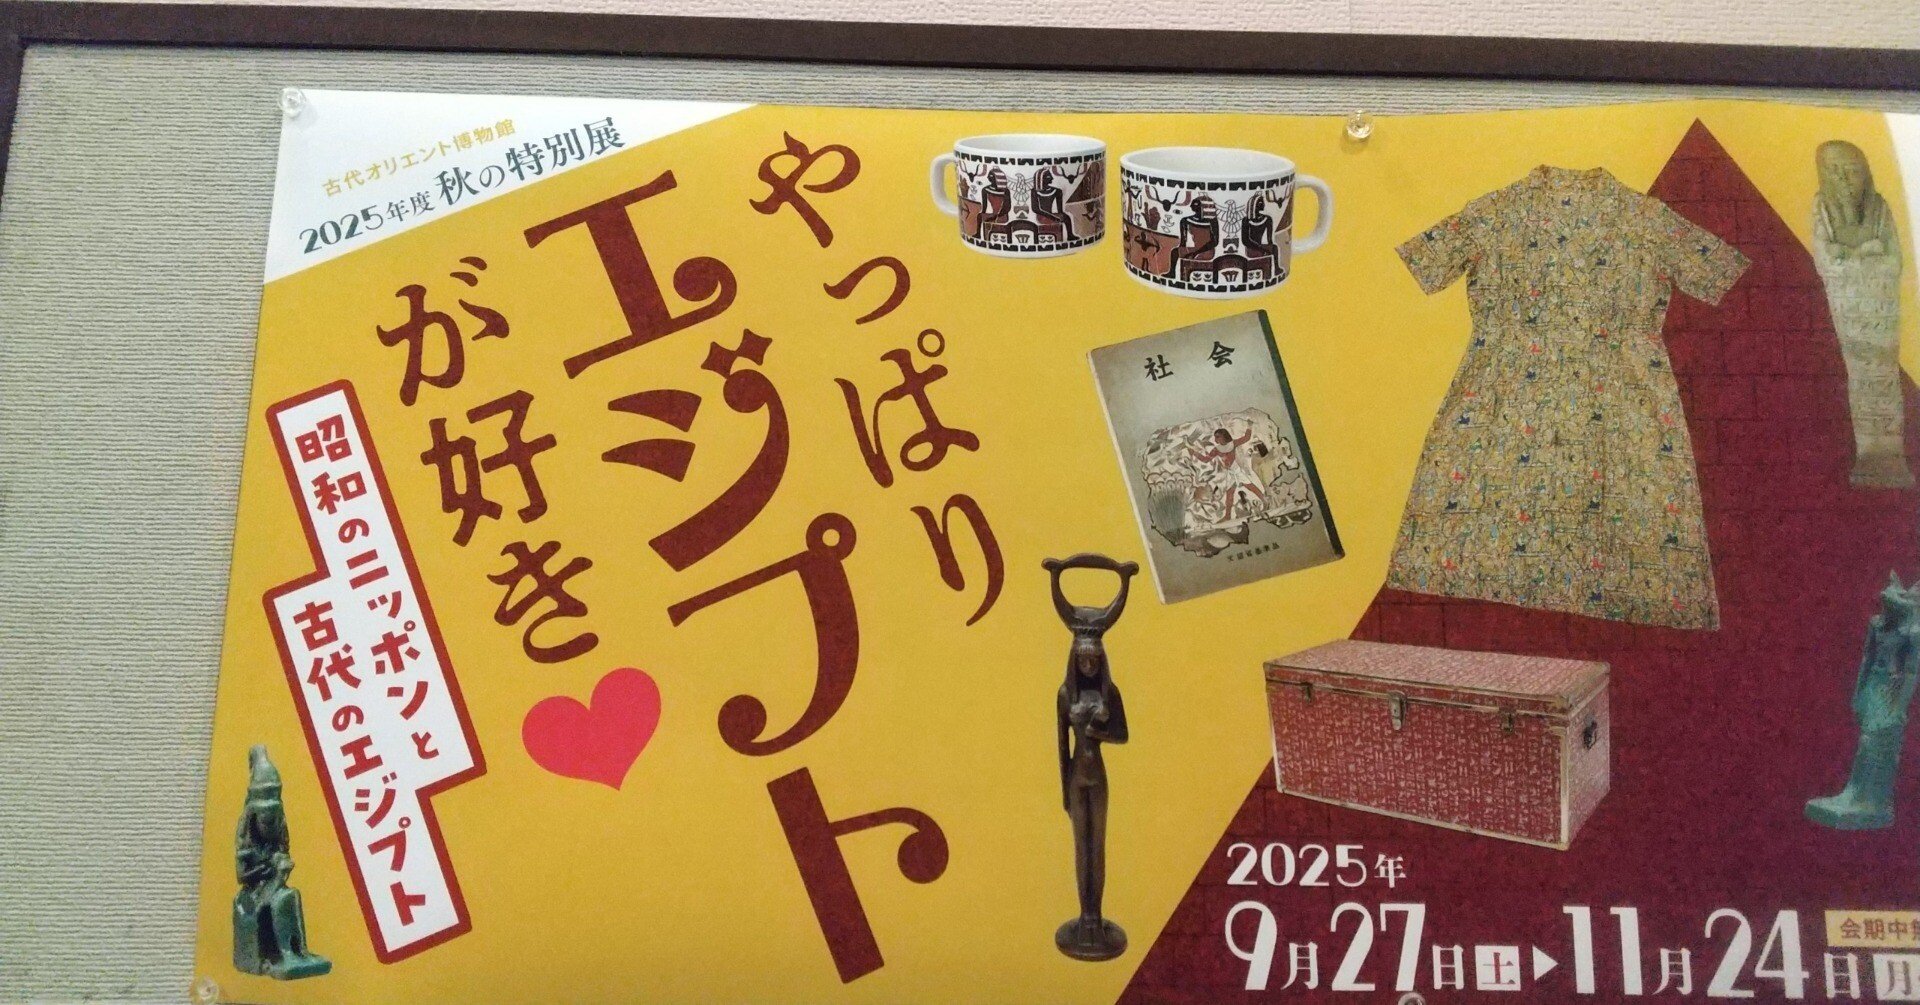 古代オリエント博物館
2025年度 秋の特別展
やっぱり
エジプト
が好き
昭和のニッポンと
古代のエジプト
社会
2025年
9月27日土▶11月24日月
会期中無